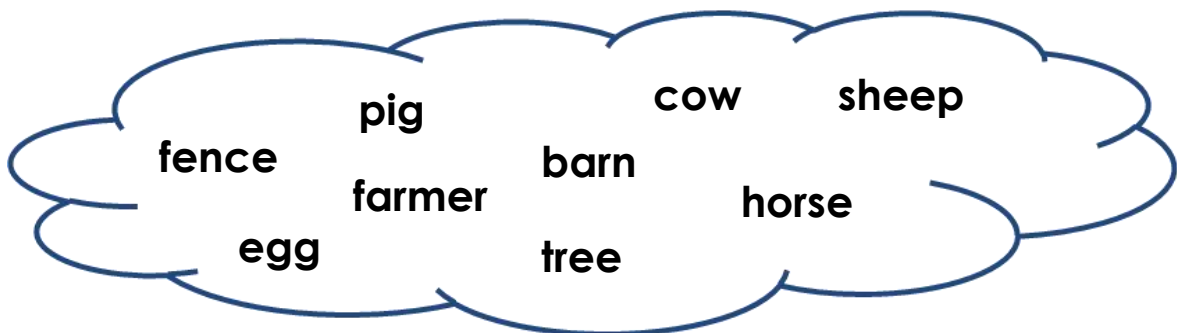 cow sheep
pig
fence barn
farmer horse
egg tree